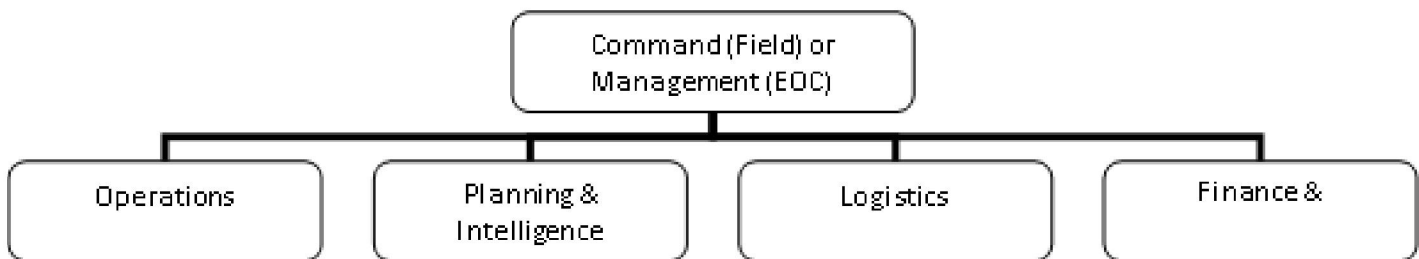 Command (Field) or
Management (EOC)
Operations
Planning &
Intelligence
Logistics
Finance &